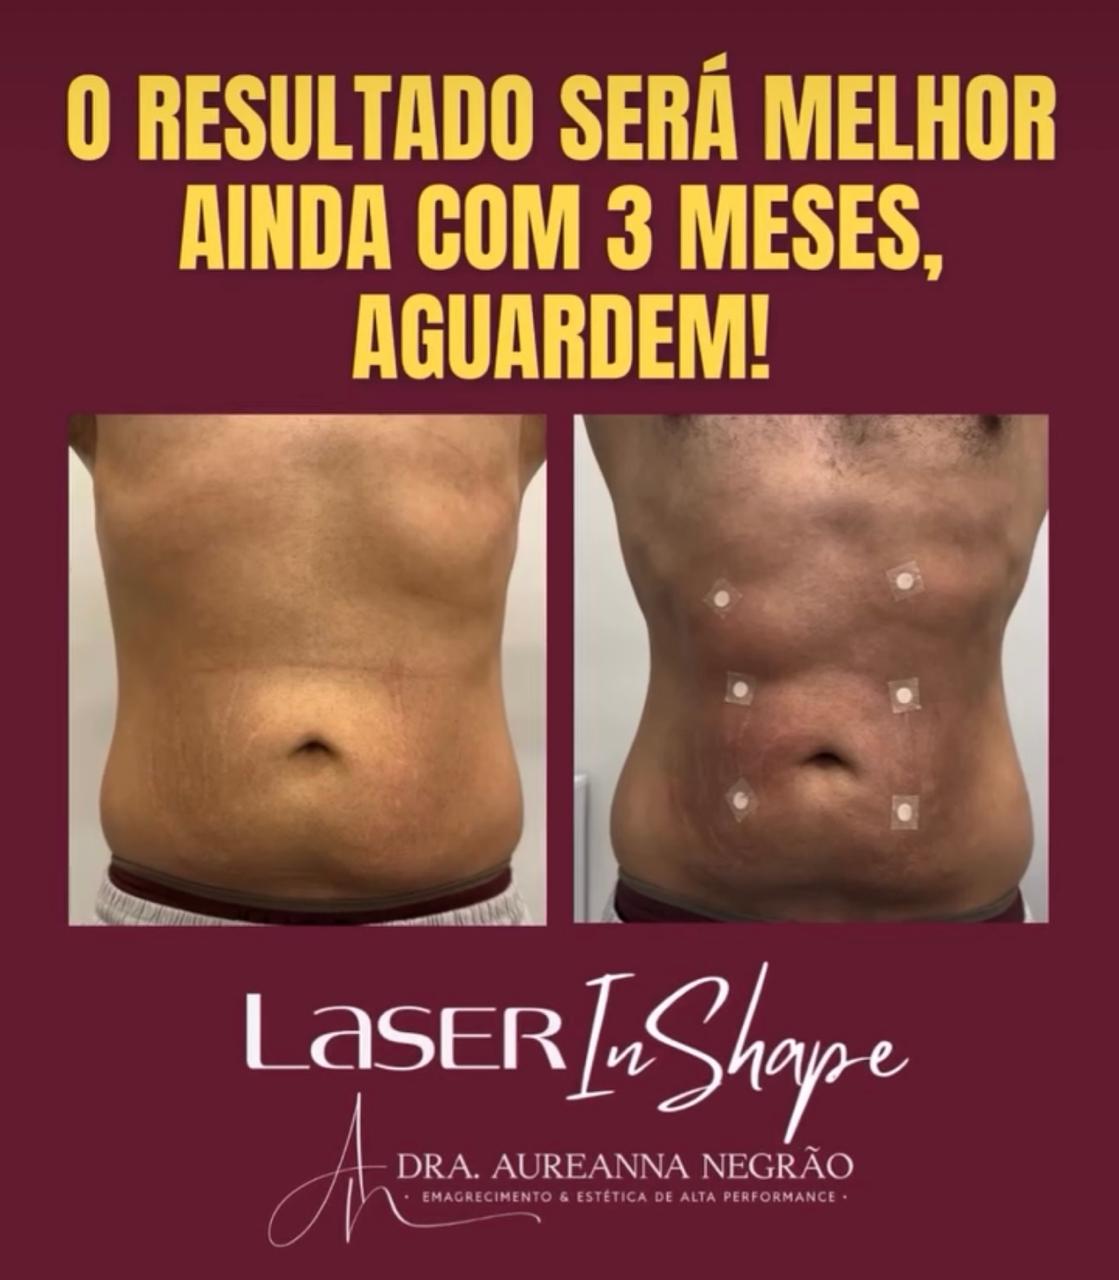 O RESULTADO SERÁ MELHOR
AINDA COM 3 MESES,
AGUARDEM!
LASER InShape
DRA. AUREANNA NEGRÃO
· EMAGRECIMENTO & ESTÉTICA DE ALTA PERFORMANCE ·